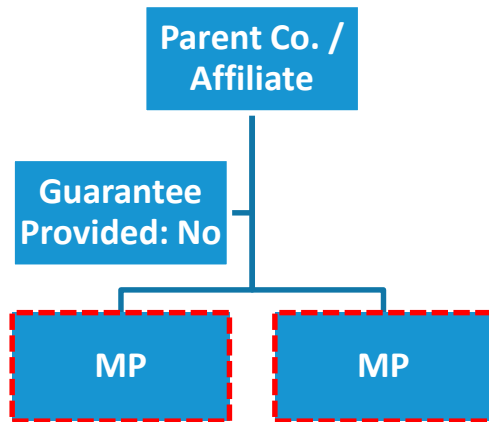 Parent Co. /
Affiliate
Guarantee
Provided: No
MP
MP